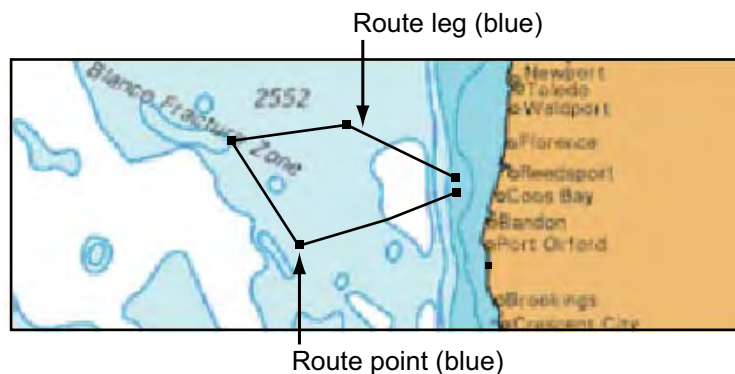 Route leg (blue)
Blanco Fracture Zone
2552
Newport
Toledo
Waldport
Florence
Reedsport
Coos Bay
Bandon
Port Orford
Brookings
Crescent City
Route point (blue)